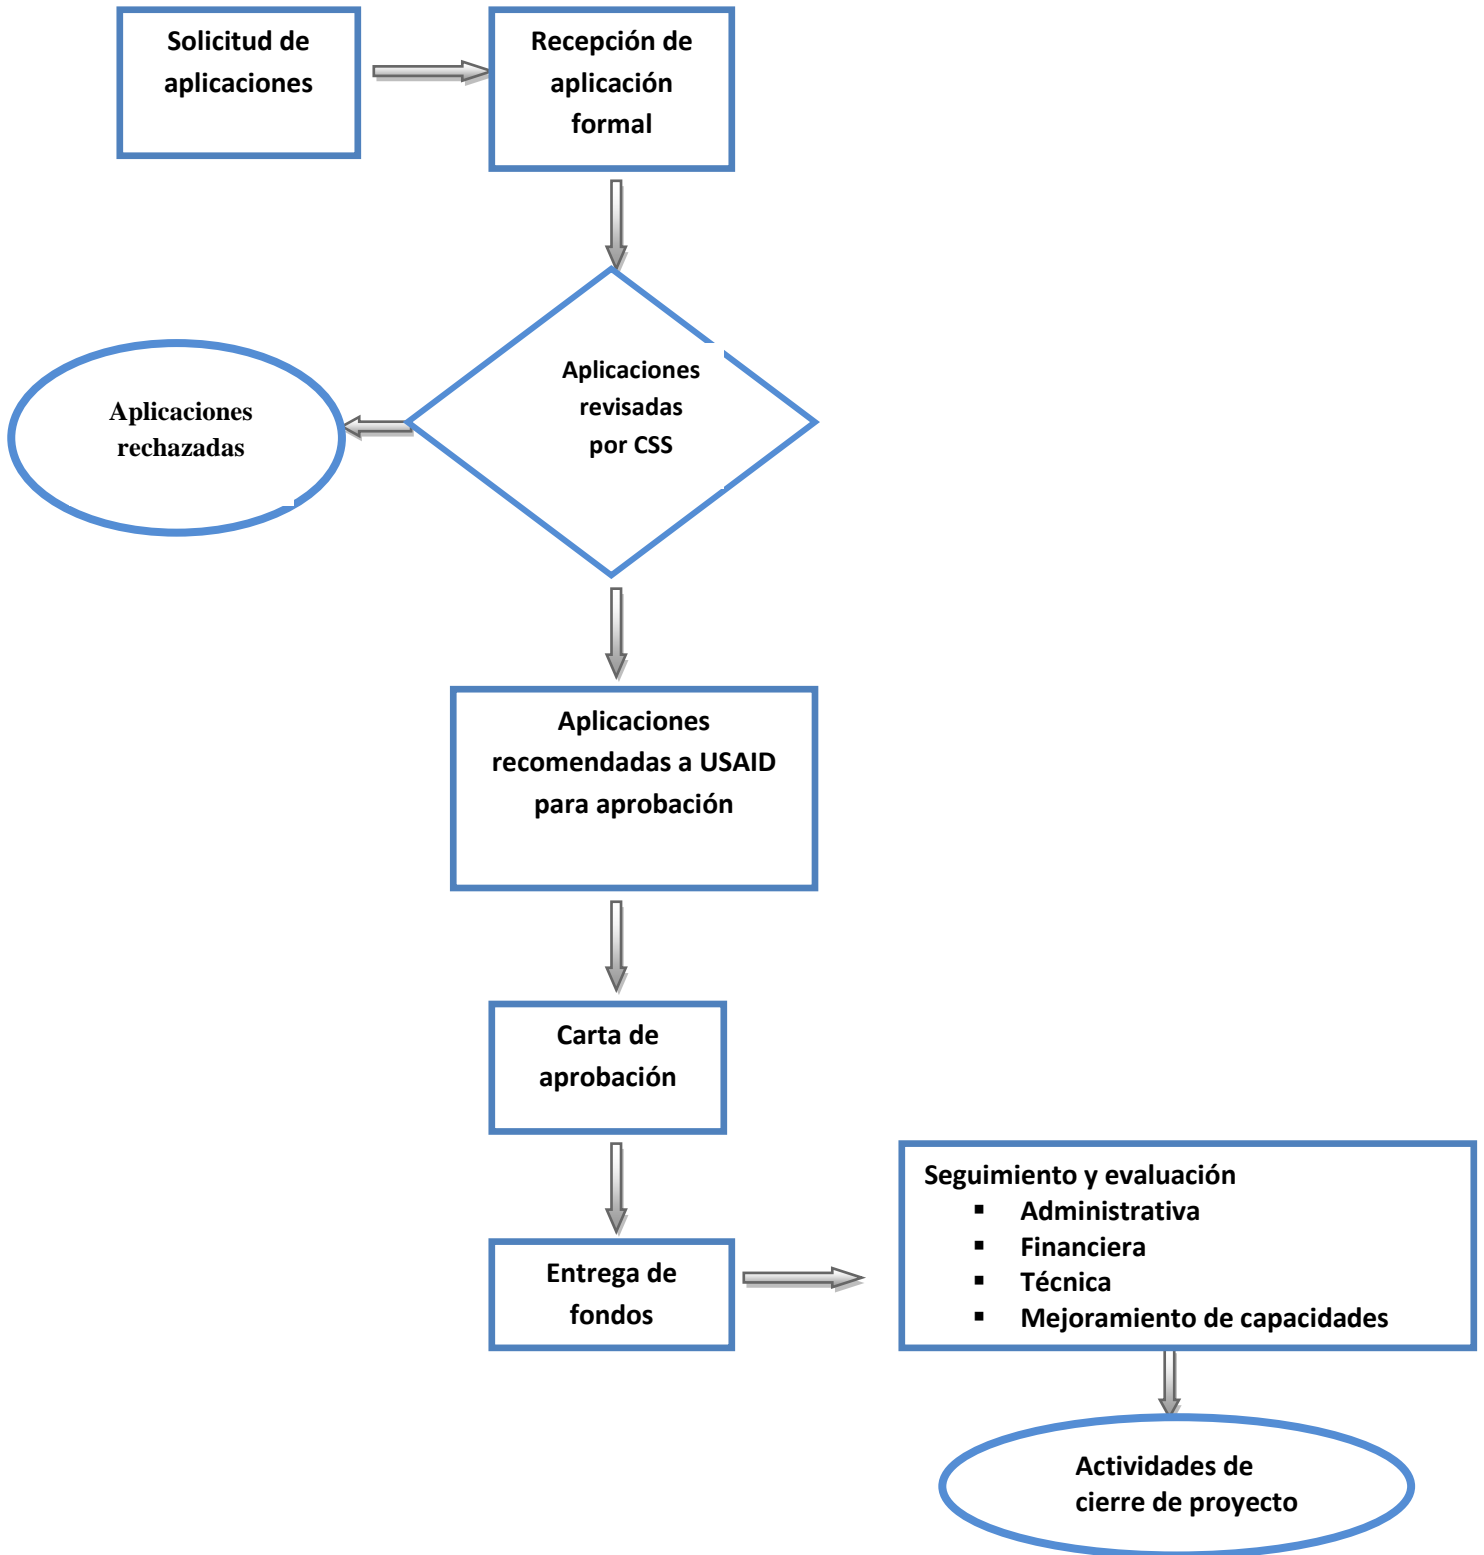 Solicitud de
aplicaciones
Recepción de
aplicación
formal
Aplicaciones
revisadas
por CSS
Aplicaciones
rechazadas
Aplicaciones
recomendadas a USAID
para aprobación
Carta de
aprobación
Entrega de
fondos
Seguimiento y evaluación
▪ Administrativa
▪ Financiera
▪ Técnica
▪ Mejoramiento de capacidades
Actividades de
cierre de proyecto